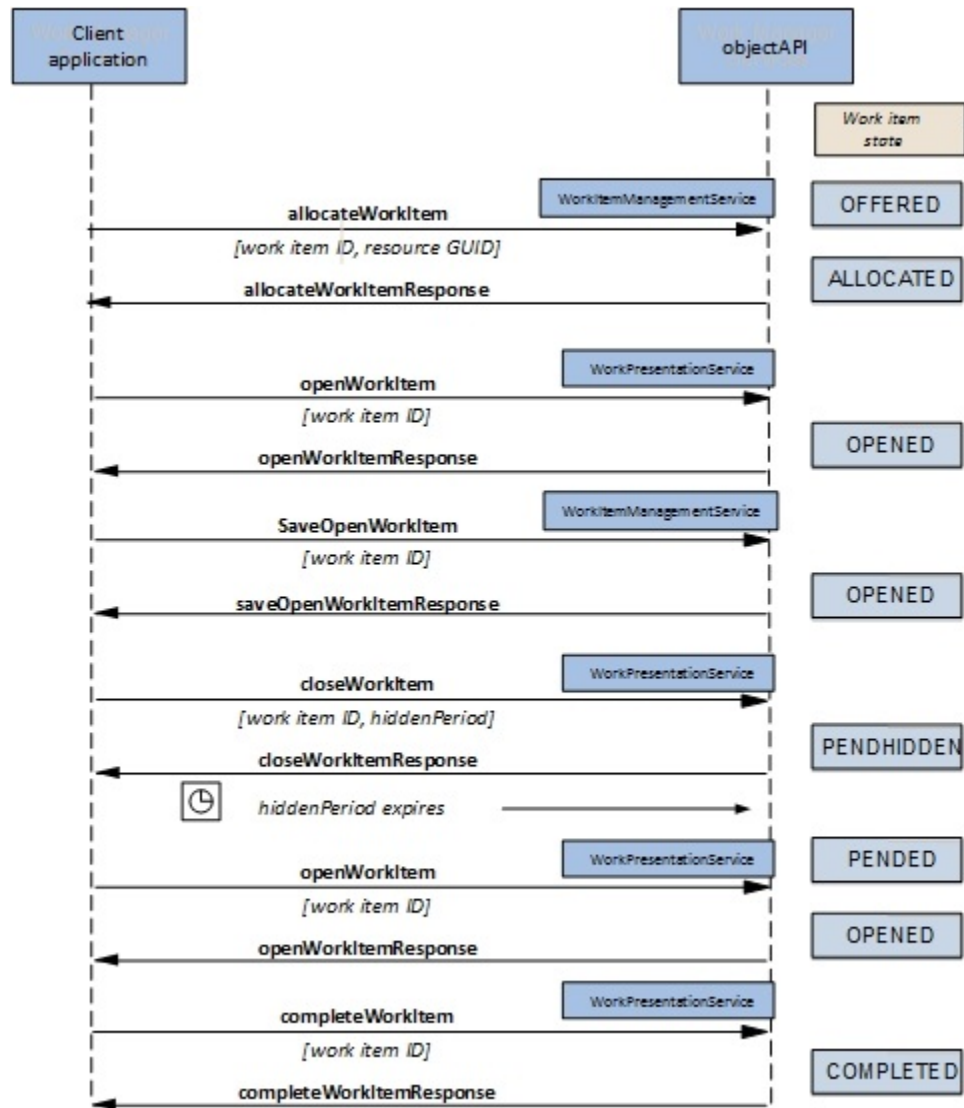 Client
application
objectAPI
Work item
state
WorkItemManagementService
OFFERED
allocateWorkItem
[work item ID, resource GUID]
ALLOCATED
allocateWorkItemResponse
WorkPresentationService
openWorkItem
[work item ID]
OPENED
openWorkItemResponse
WorkItemManagementService
SaveOpenWorkItem
[work item ID]
OPENED
saveOpenWorkItemResponse
WorkPresentationService
closeWorkItem
[work item ID, hiddenPeriod]
PENDHIDDEN
closeWorkItemResponse
hiddenPeriod expires
WorkPresentationService
PENDED
openWorkItem
[work item ID]
OPENED
openWorkItemResponse
WorkPresentationService
completeWorkItem
[work item ID]
COMPLETED
completeWorkItemResponse